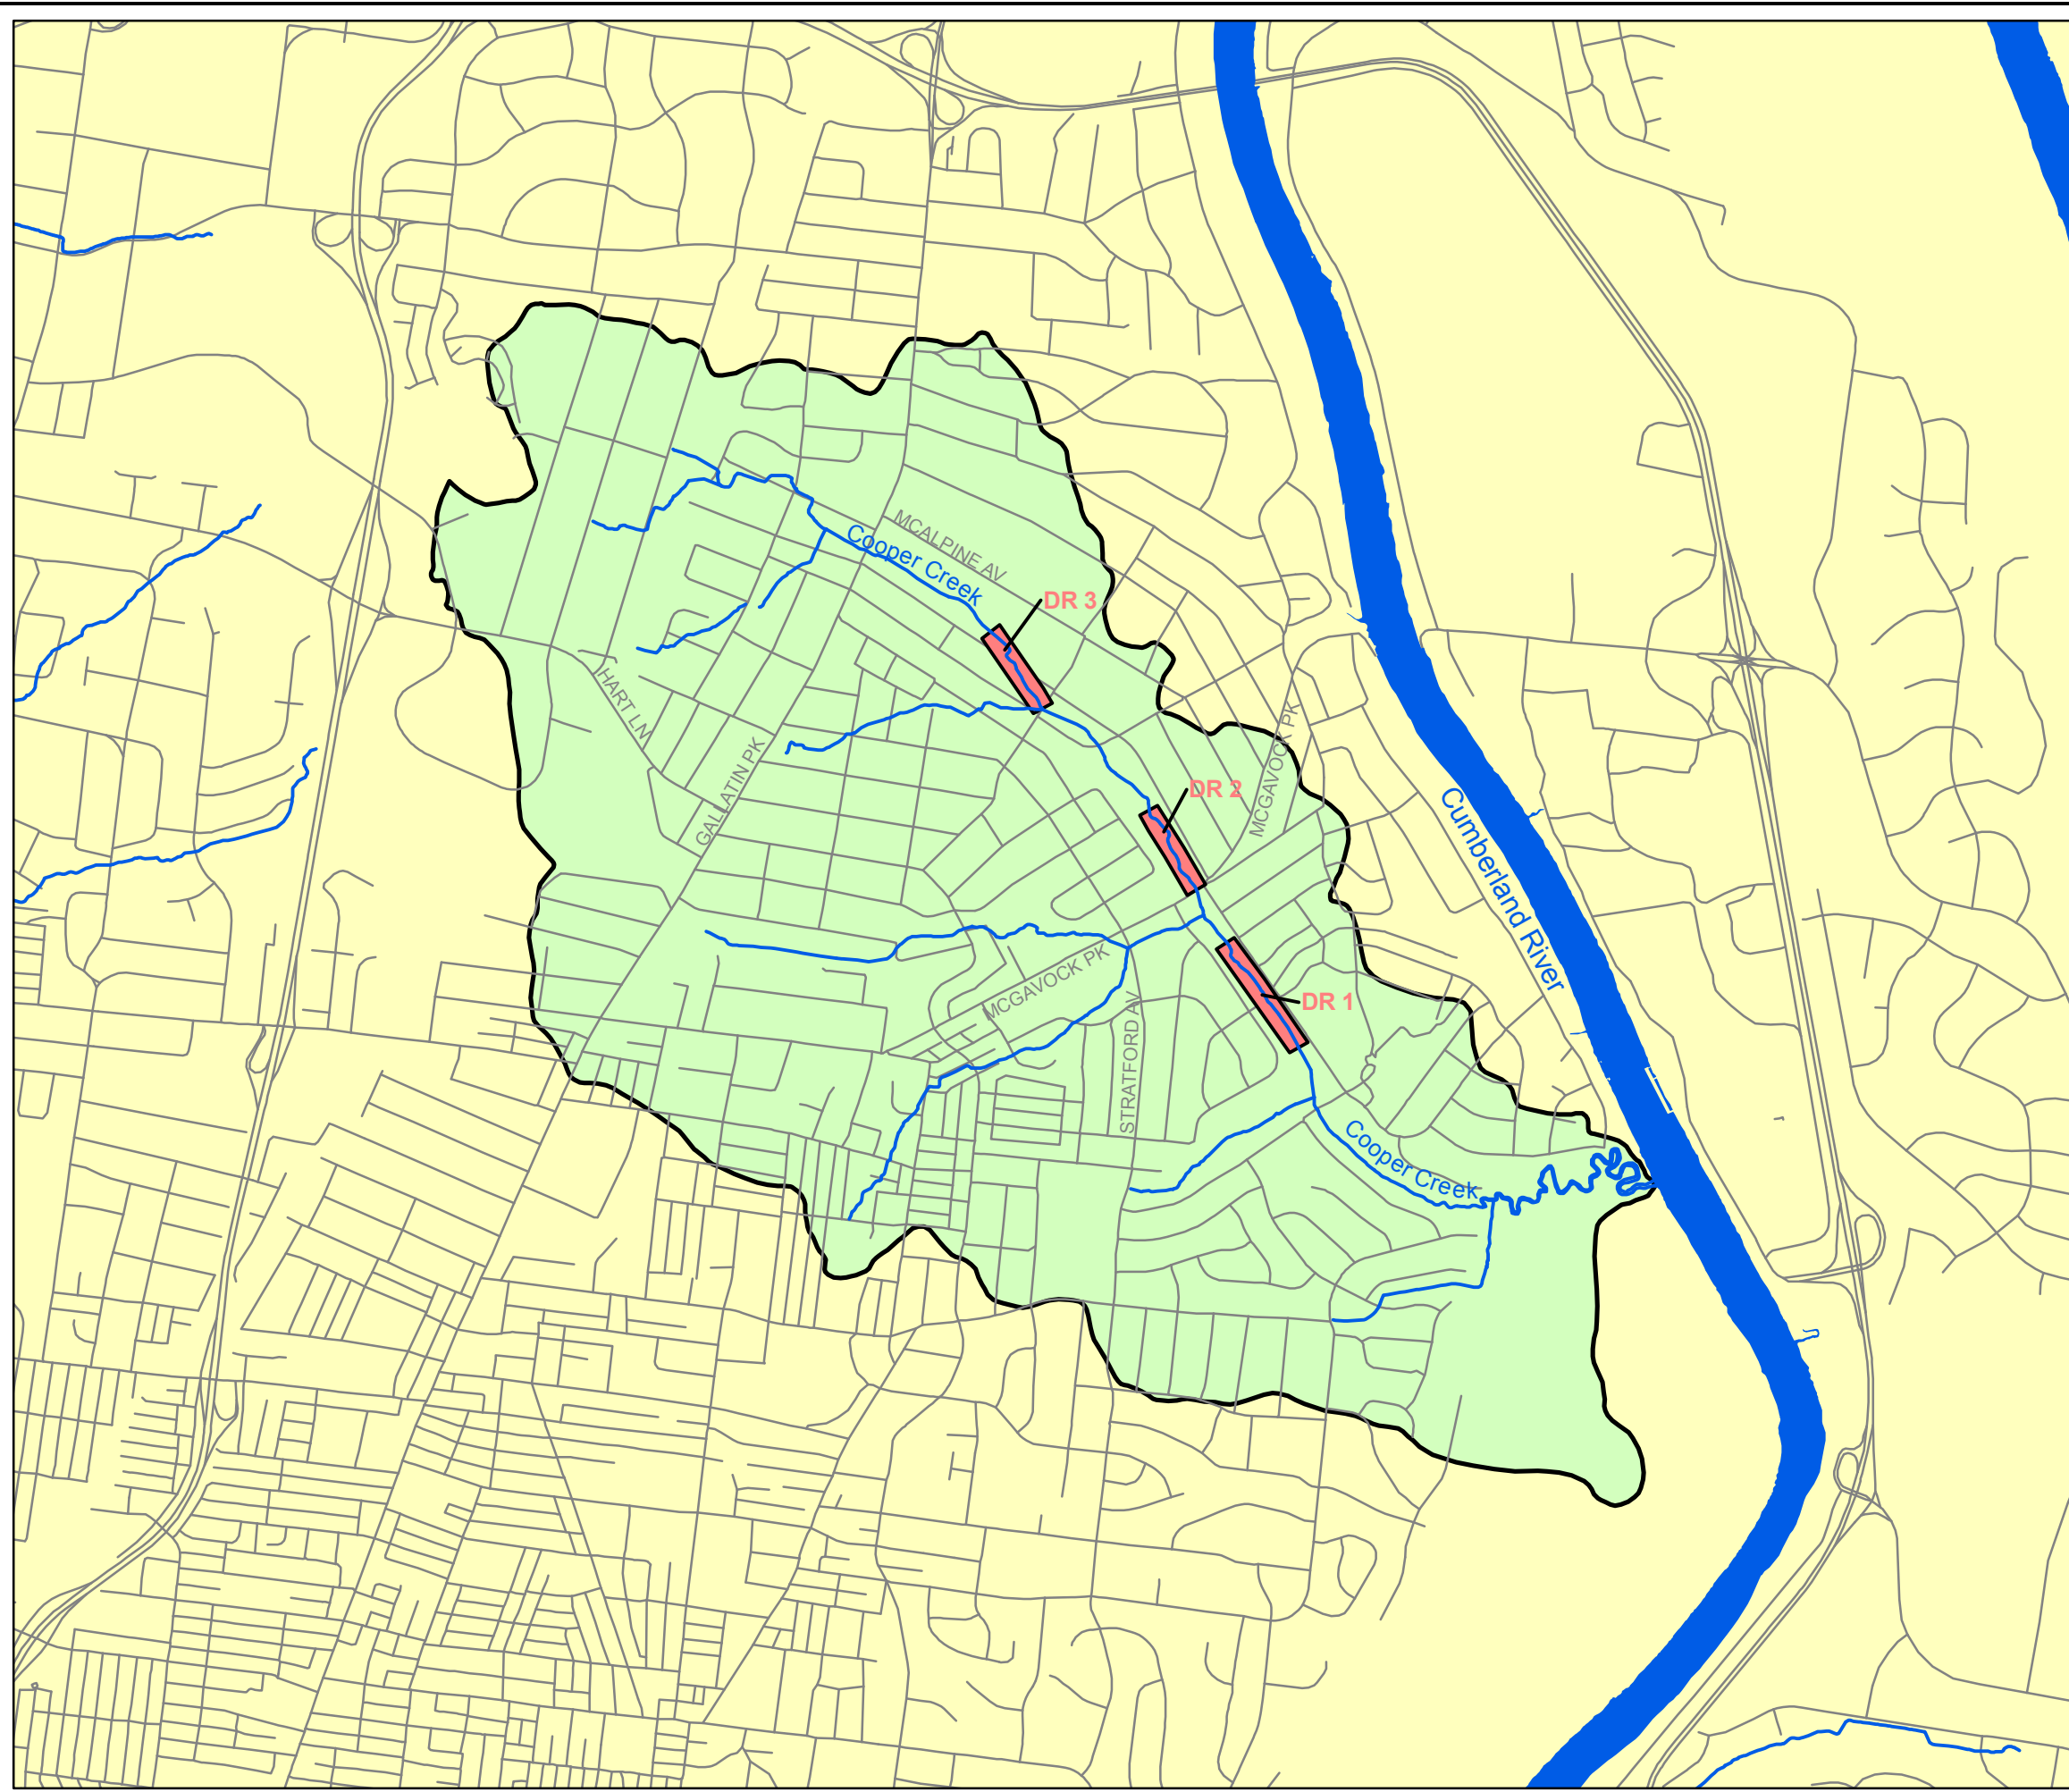 MCALPINE AV
Cooper Creek
DR 3
HART LN
GALLATIN PK
MCGAVOCK PK
DR 2
Cumberland River
MCGAVOCK PK
DR 1
STRATFORD AV
Cooper Creek